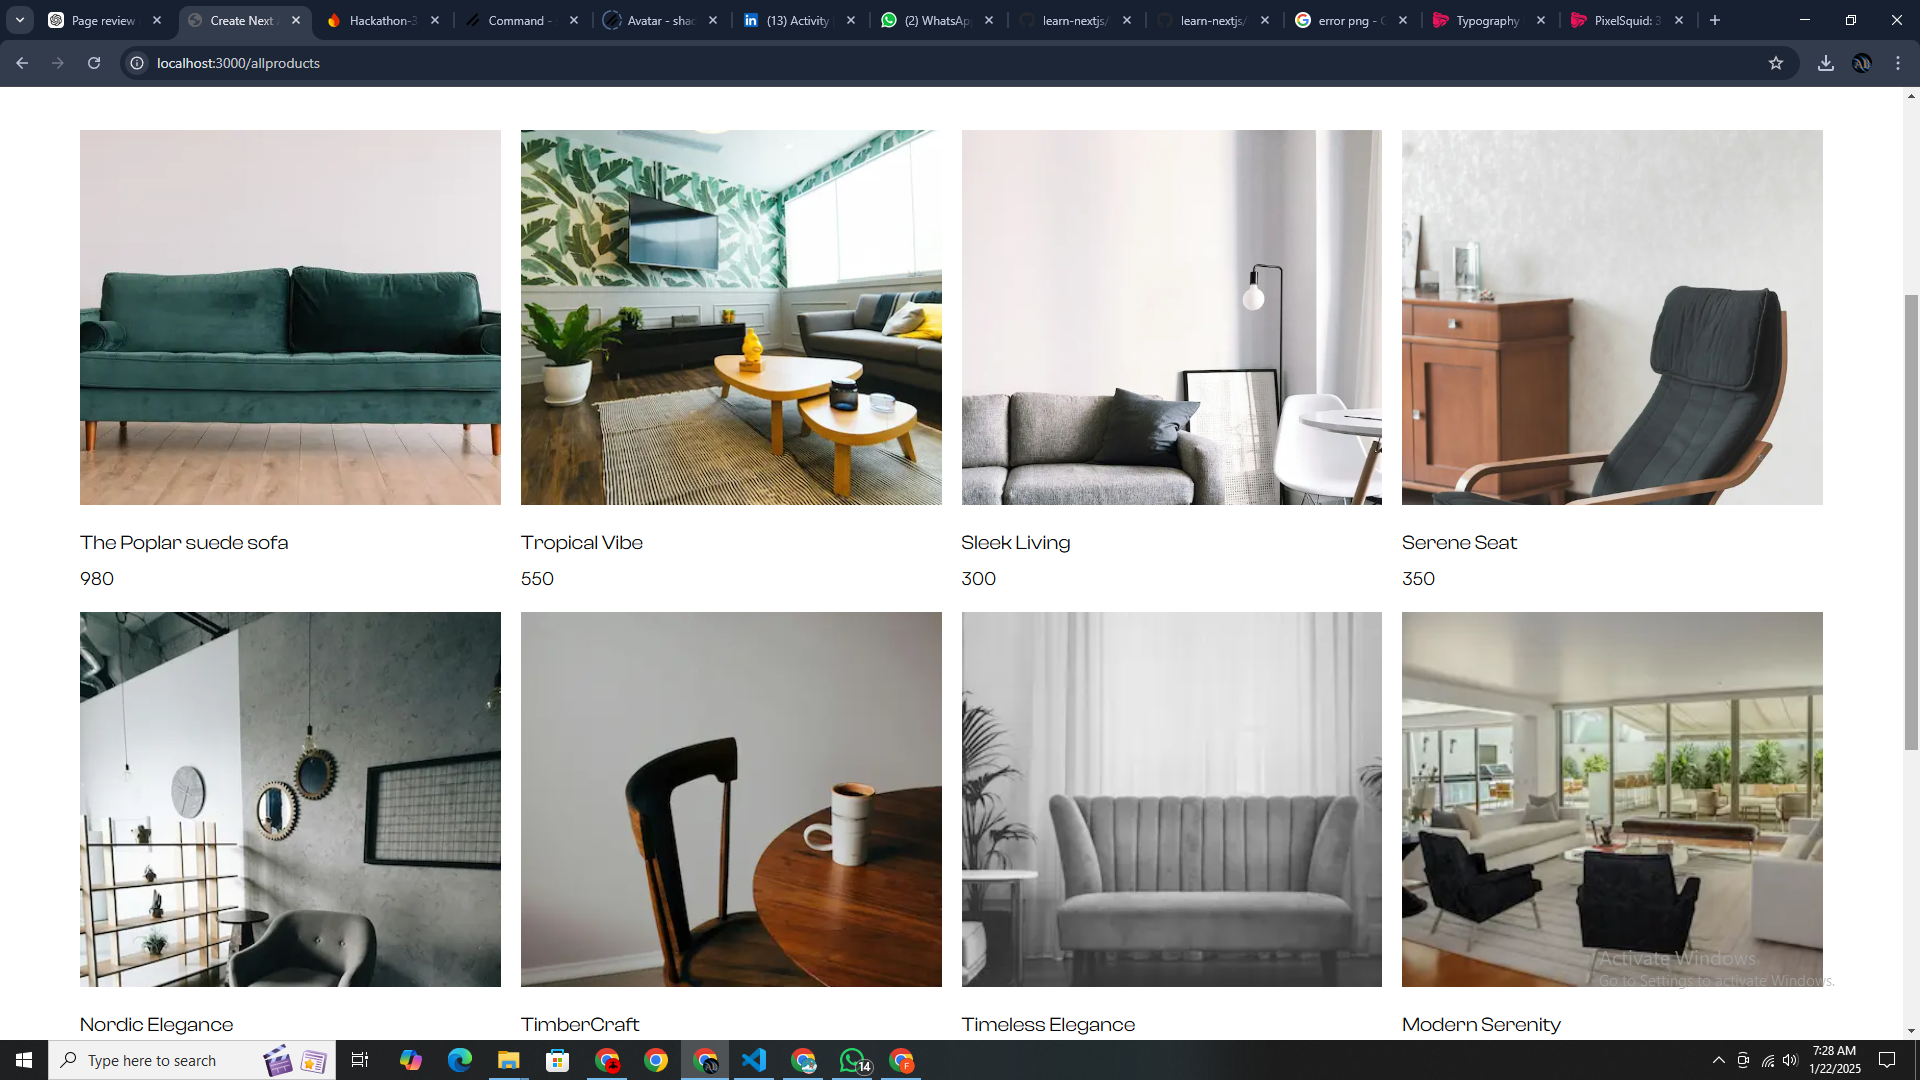 Page review
Create Next
Hackathon-3
Command -
Avatar - shad
(13) Activity
(2) WhatsApp
learn-nextjs/
learn-nextjs/
error png - G
Typography
PixelSquid: 3
localhost:3000/allproducts
The Poplar suede sofa
Tropical Vibe
Sleek Living
Serene Seat
980
550
300
350
Nordic Elegance
TimberCraft
Timeless Elegance
Modern Serenity
Activate Windows
Go to Settings to activate Windows.
Type here to search
14
F
7:28 AM
1/22/2025